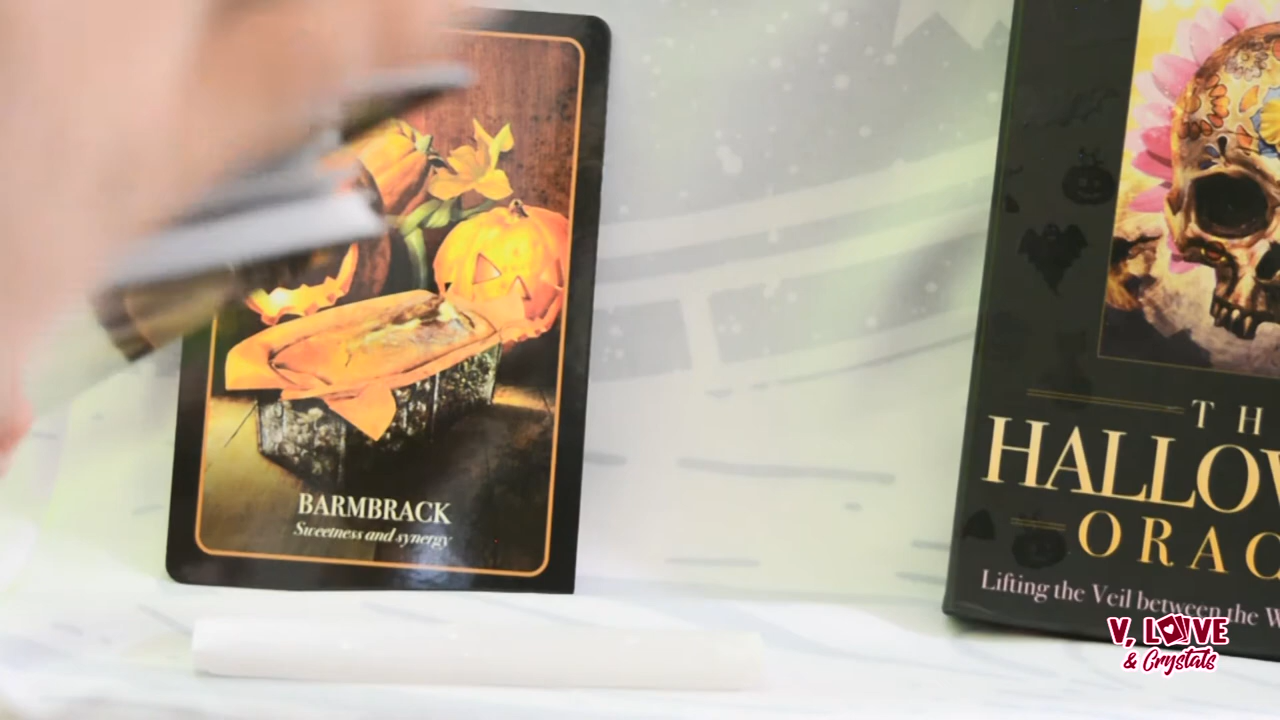 BARMBRACK
Sweetness and synergy
TH
HALLOW
ORAC
Lifting the Veil between the W
V, LOVE
& Crystals